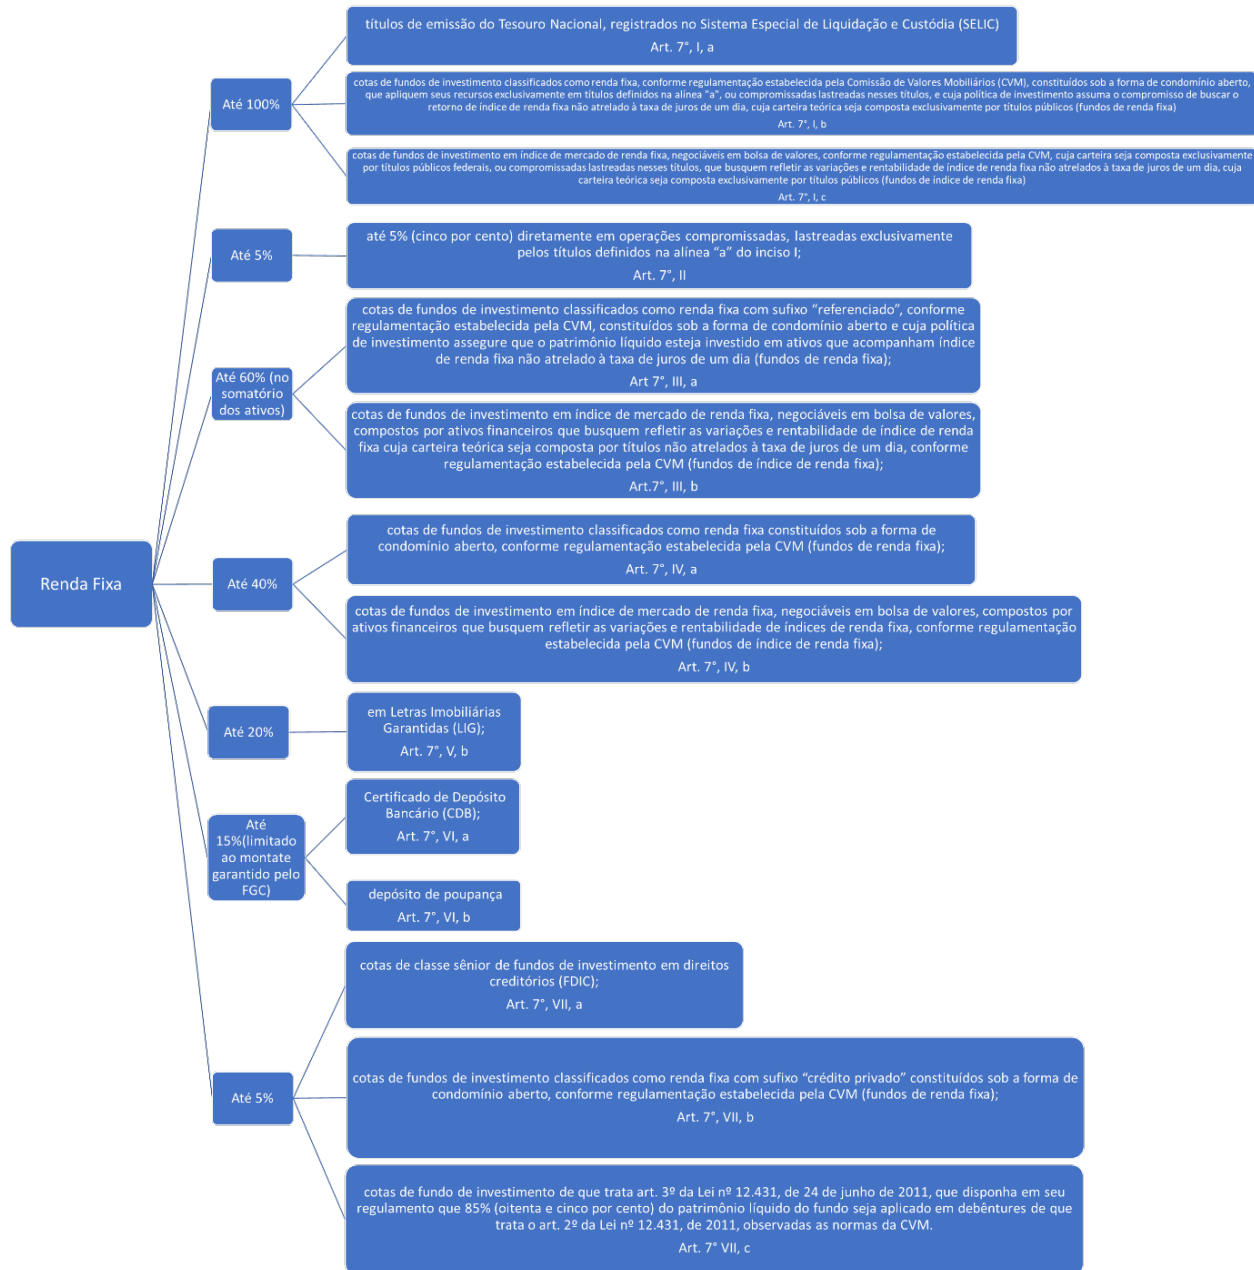 Renda Fixa
Até 100%
títulos de emissão do Tesouro Nacional, registrados no Sistema Especial de Liquidação e Custódia (SELIC)
Art. 7°, I, a
cotas de fundos de investimento classificados como renda fixa, conforme regulamentação estabelecida pela Comissão de Valores Mobiliários (CVM), constituídos sob a forma de condomínio aberto,
que apliquem seus recursos exclusivamente em títulos definidos na alínea "a", ou compromissadas lastreadas nesses títulos, e cuja política de investimento assuma o compromisso de buscar o
retorno de índice de renda fixa não atrelado à taxa de juros de um dia, cuja carteira teórica seja composta exclusivamente por títulos públicos (fundos de renda fixa)
Art. 7°, I, b
cotas de fundos de investimento em índice de mercado de renda fixa, negociáveis em bolsa de valores, conforme regulamentação estabelecida pela CVM, cuja carteira seja composta exclusivamente
por títulos públicos federais, ou compromissadas lastreadas nesses títulos, que busquem refletir as variações e rentabilidade de índice de renda fixa não atrelados à taxa de juros de um dia, cuja
carteira teórica seja composta exclusivamente por títulos públicos (fundos de índice de renda fixa)
Art. 7°, I, c
Até 5%
até 5% (cinco por cento) diretamente em operações compromissadas, lastreadas exclusivamente
pelos títulos definidos na alínea “a” do inciso I;
Art. 7°, II
Até 60% (no
somatório
dos ativos)
cotas de fundos de investimento classificados como renda fixa com sufixo “referenciado”, conforme
regulamentação estabelecida pela CVM, constituídos sob a forma de condomínio aberto e cuja política
de investimento assegure que o patrimônio líquido esteja investido em ativos que acompanham índice
de renda fixa não atrelado à taxa de juros de um dia (fundos de renda fixa);
Art 7°, III, a
cotas de fundos de investimento em índice de mercado de renda fixa, negociáveis em bolsa de valores,
compostos por ativos financeiros que busquem refletir as variações e rentabilidade de índice de renda
fixa cuja carteira teórica seja composta por títulos não atrelados à taxa de juros de um dia, conforme
regulamentação estabelecida pela CVM (fundos de índice de renda fixa);
Art.7°, III, b
Até 40%
cotas de fundos de investimento classificados como renda fixa constituídos sob a forma de
condomínio aberto, conforme regulamentação estabelecida pela CVM (fundos de renda fixa);
Art. 7°, IV, a
cotas de fundos de investimento em índice de mercado de renda fixa, negociáveis em bolsa de valores, compostos por
ativos financeiros que busquem refletir as variações e rentabilidade de índices de renda fixa, conforme regulamentação
estabelecida pela CVM (fundos de índice de renda fixa);
Art. 7°, IV, b
Até 20%
em Letras Imobiliárias
Garantidas (LIG);
Art. 7°, V, b
Até
15%(limitado
ao montate
garantido pelo
FGC)
Certificado de Depósito
Bancário (CDB);
Art. 7°, VI, a
depósito de poupança
Art. 7°, VI, b
Até 5%
cotas de classe sênior de fundos de investimento em direitos
creditórios (FDIC);
Art. 7°, VII, a
cotas de fundos de investimento classificados como renda fixa com sufixo “crédito privado” constituídos sob a forma de
condomínio aberto, conforme regulamentação estabelecida pela CVM (fundos de renda fixa);
Art. 7°, VII, b
cotas de fundo de investimento de que trata art. 3º da Lei nº 12.431, de 24 de junho de 2011, que disponha em seu
regulamento que 85% (oitenta e cinco por cento) do patrimônio líquido do fundo seja aplicado em debêntures de que
trata o art. 2º da Lei nº 12.431, de 2011, observadas as normas da CVM.
Art. 7° VII, c